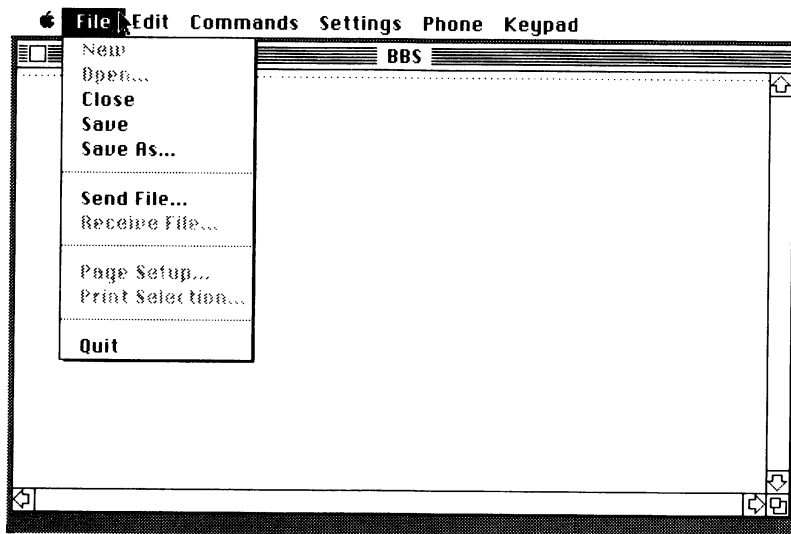 File Edit Commands Settings Phone Keypad
BBS
New
Open...
Close
Save
Save As...
Send File...
Receive File...
Page Setup...
Print Selection...
Quit